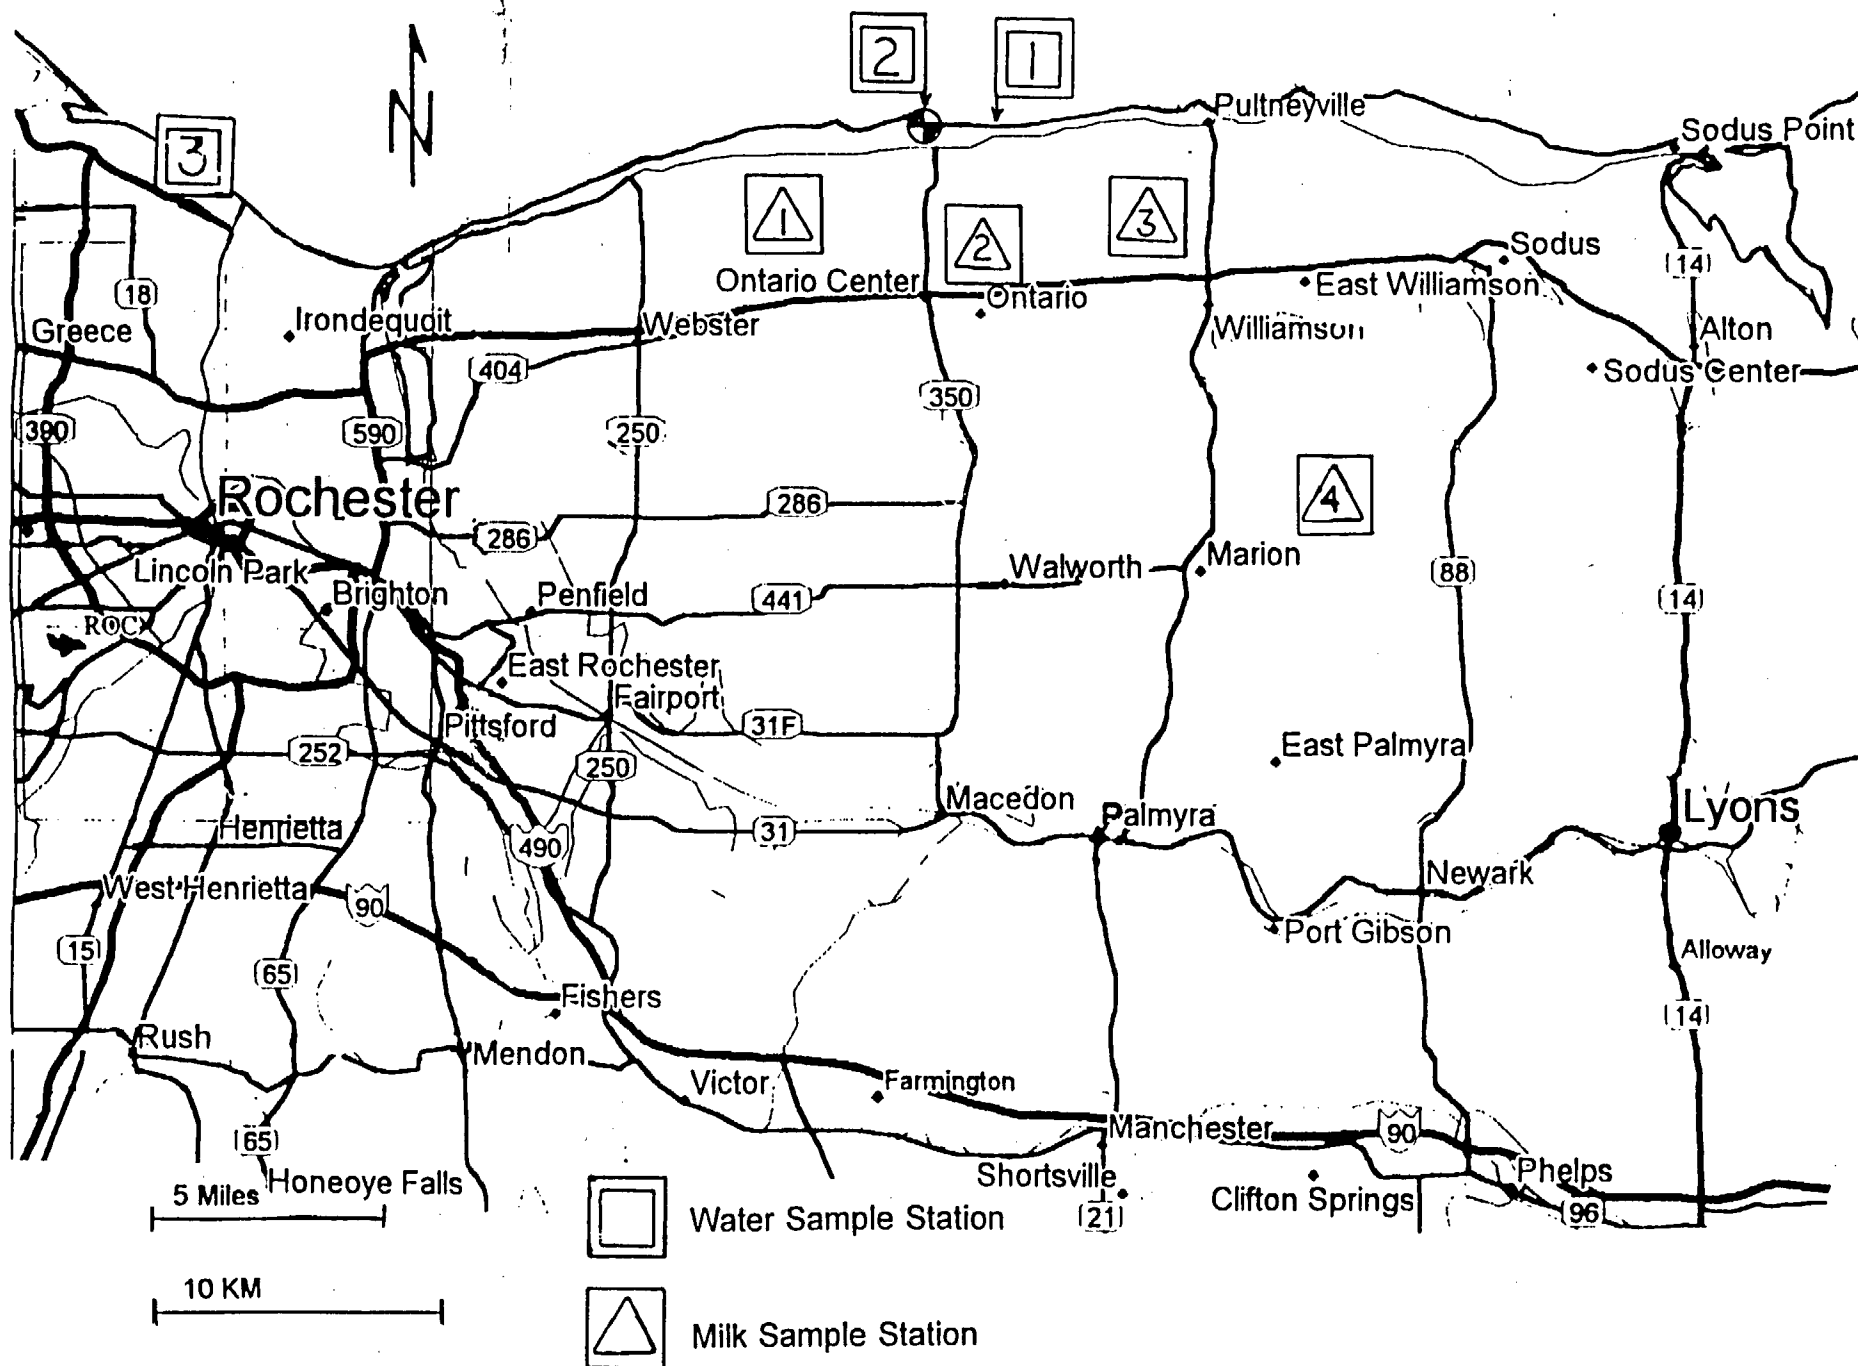 2
1
N
3
Pultneyville
Sodus Point
1
2
3
Sodus
14
18
Ontario Center
Ontario
East Williamson
Greece
Irondequoit
Webster
Williamson
Alton
404
Sodus Center
350
390
590
250
Rochester
286
286
4
Lincoln Park
Brighton
Penfield
441
Walworth
Marion
88
14
ROC
East Rochester
Fairport
Pittsford
31F
252
250
East Palmyra
Macedon
Palmyra
Lyons
Henrietta
490
31
West Henrietta
90
Newark
Port Gibson
15
65
Alloway
Fishers
14
Rush
Mendon
Victor
Farmington
Manchester
90
65
Honeoye Falls
Shortsville
Clifton Springs
Phelps
21
96
5 Miles
Water Sample Station
10 KM
Milk Sample Station